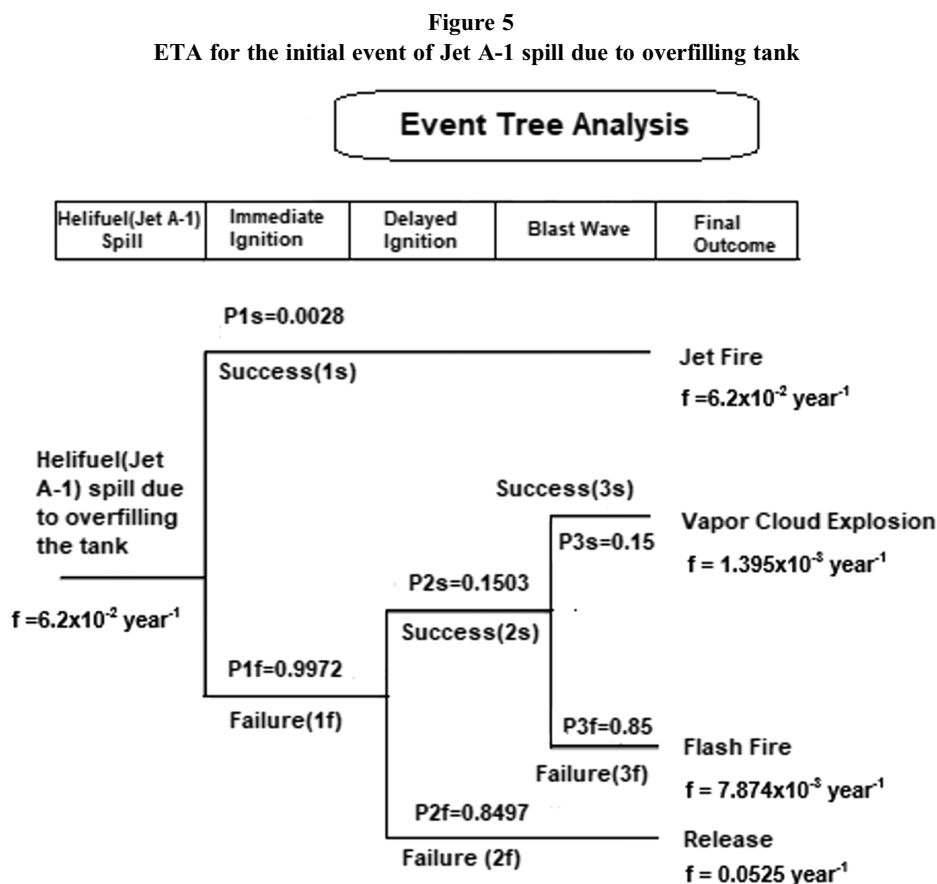 Figure 5
ETA for the initial event of Jet A-1 spill due to overfilling tank
Event Tree Analysis
Helifuel(Jet A-1)
Spill
Immediate
Ignition
Delayed
Ignition
Blast Wave
Final
Outcome
P1s=0.0028
Success(1s)
Jet Fire
f =6.2x10⁻² year⁻¹
Helifuel(Jet
A-1) spill due
to overfilling
the tank
f =6.2x10⁻² year⁻¹
Success(3s)
P3s=0.15
Vapor Cloud Explosion
f = 1.395x10⁻³ year⁻¹
P2s=0.1503
Success(2s)
P1f=0.9972
Failure(1f)
P3f=0.85
Failure(3f)
Flash Fire
f = 7.874x10⁻³ year⁻¹
P2f=0.8497
Failure (2f)
Release
f = 0.0525 year⁻¹